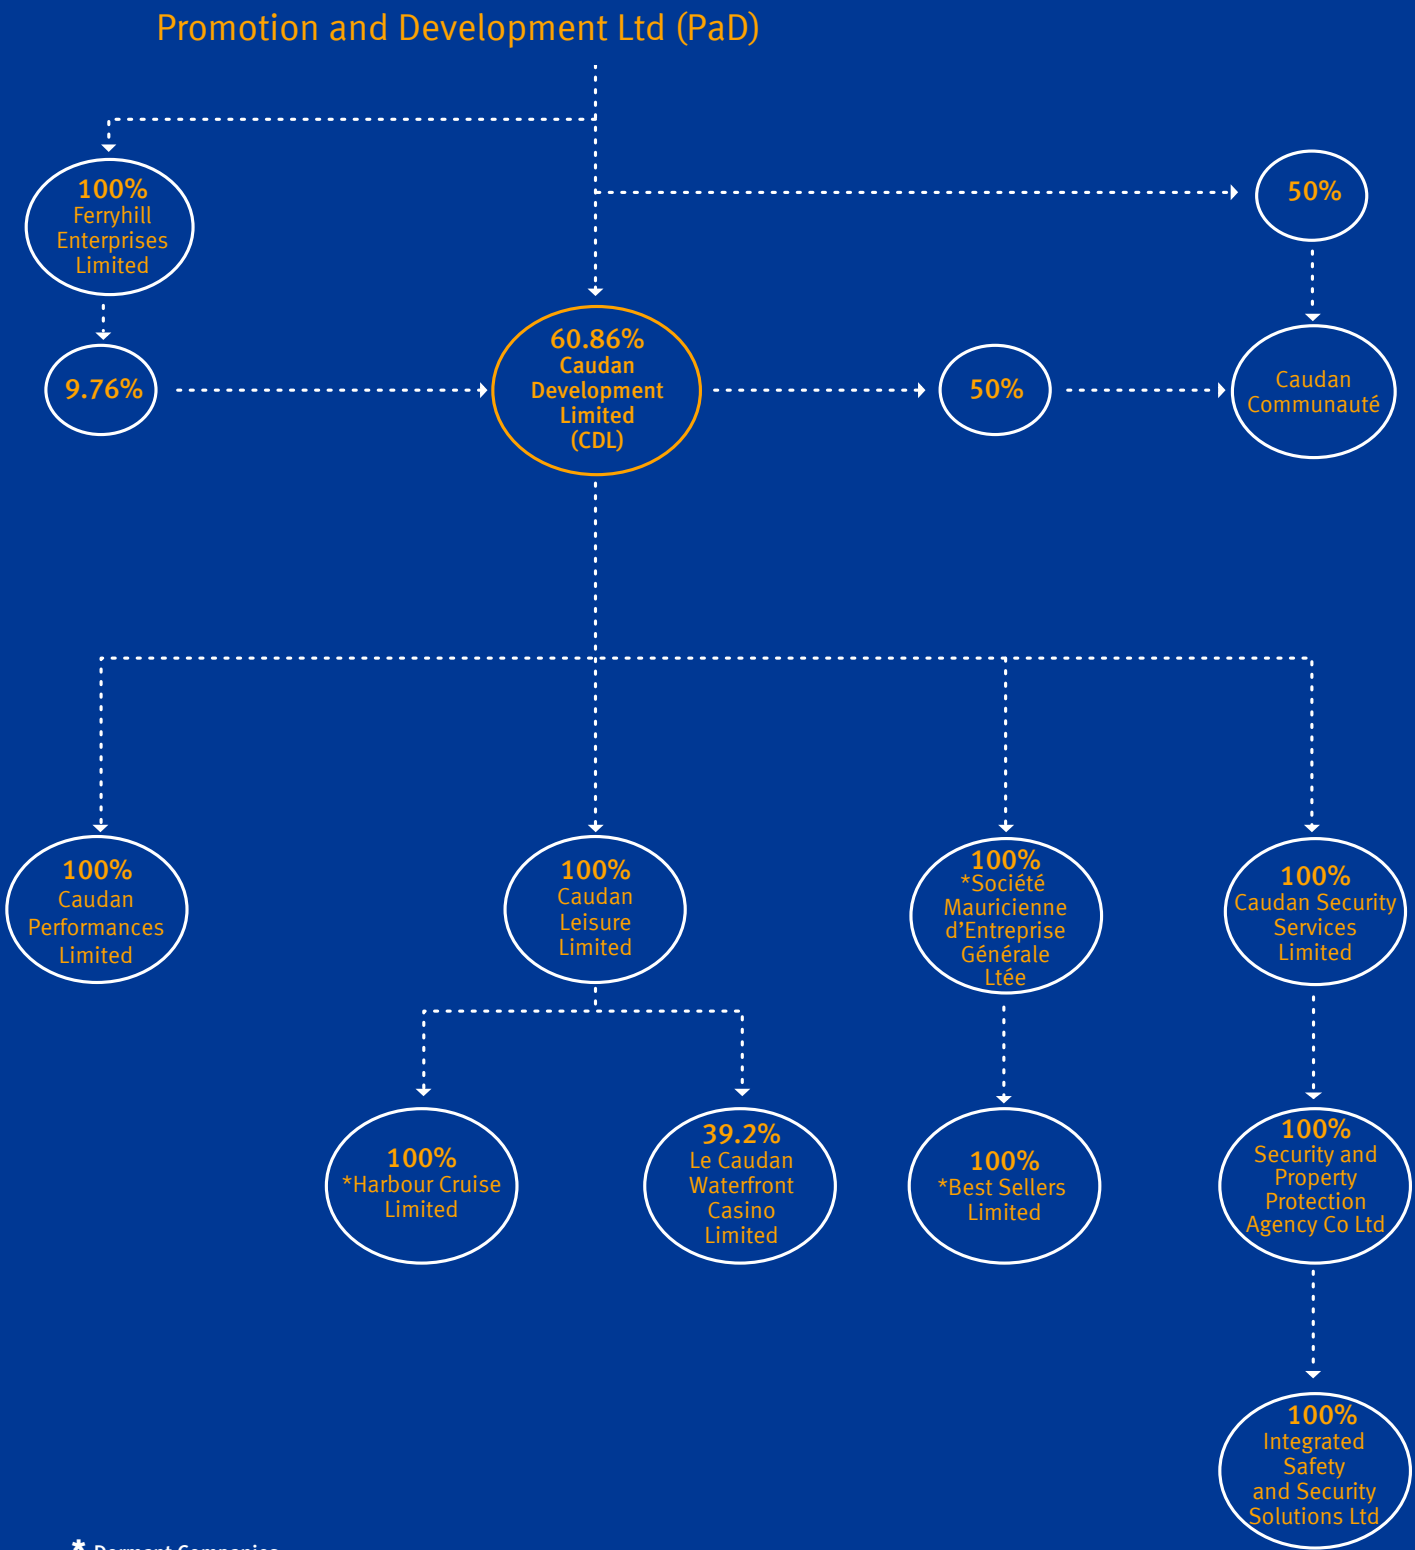 Promotion and Development Ltd (PaD)
100%
Ferryhill
Enterprises
Limited
50%
9.76%
60.86%
Caudan
Development
Limited
(CDL)
50%
Caudan
Communauté
100%
Caudan
Performances
Limited
100%
Caudan
Leisure
Limited
100%
*Société
Mauricienne
d’Entreprise
Générale
Ltée
100%
Caudan Security
Services
Limited
100%
*Harbour Cruise
Limited
39.2%
Le Caudan
Waterfront
Casino
Limited
100%
*Best Sellers
Limited
100%
Security and
Property
Protection
Agency Co Ltd
100%
Integrated
Safety
and Security
Solutions Ltd
* Dormant Companies